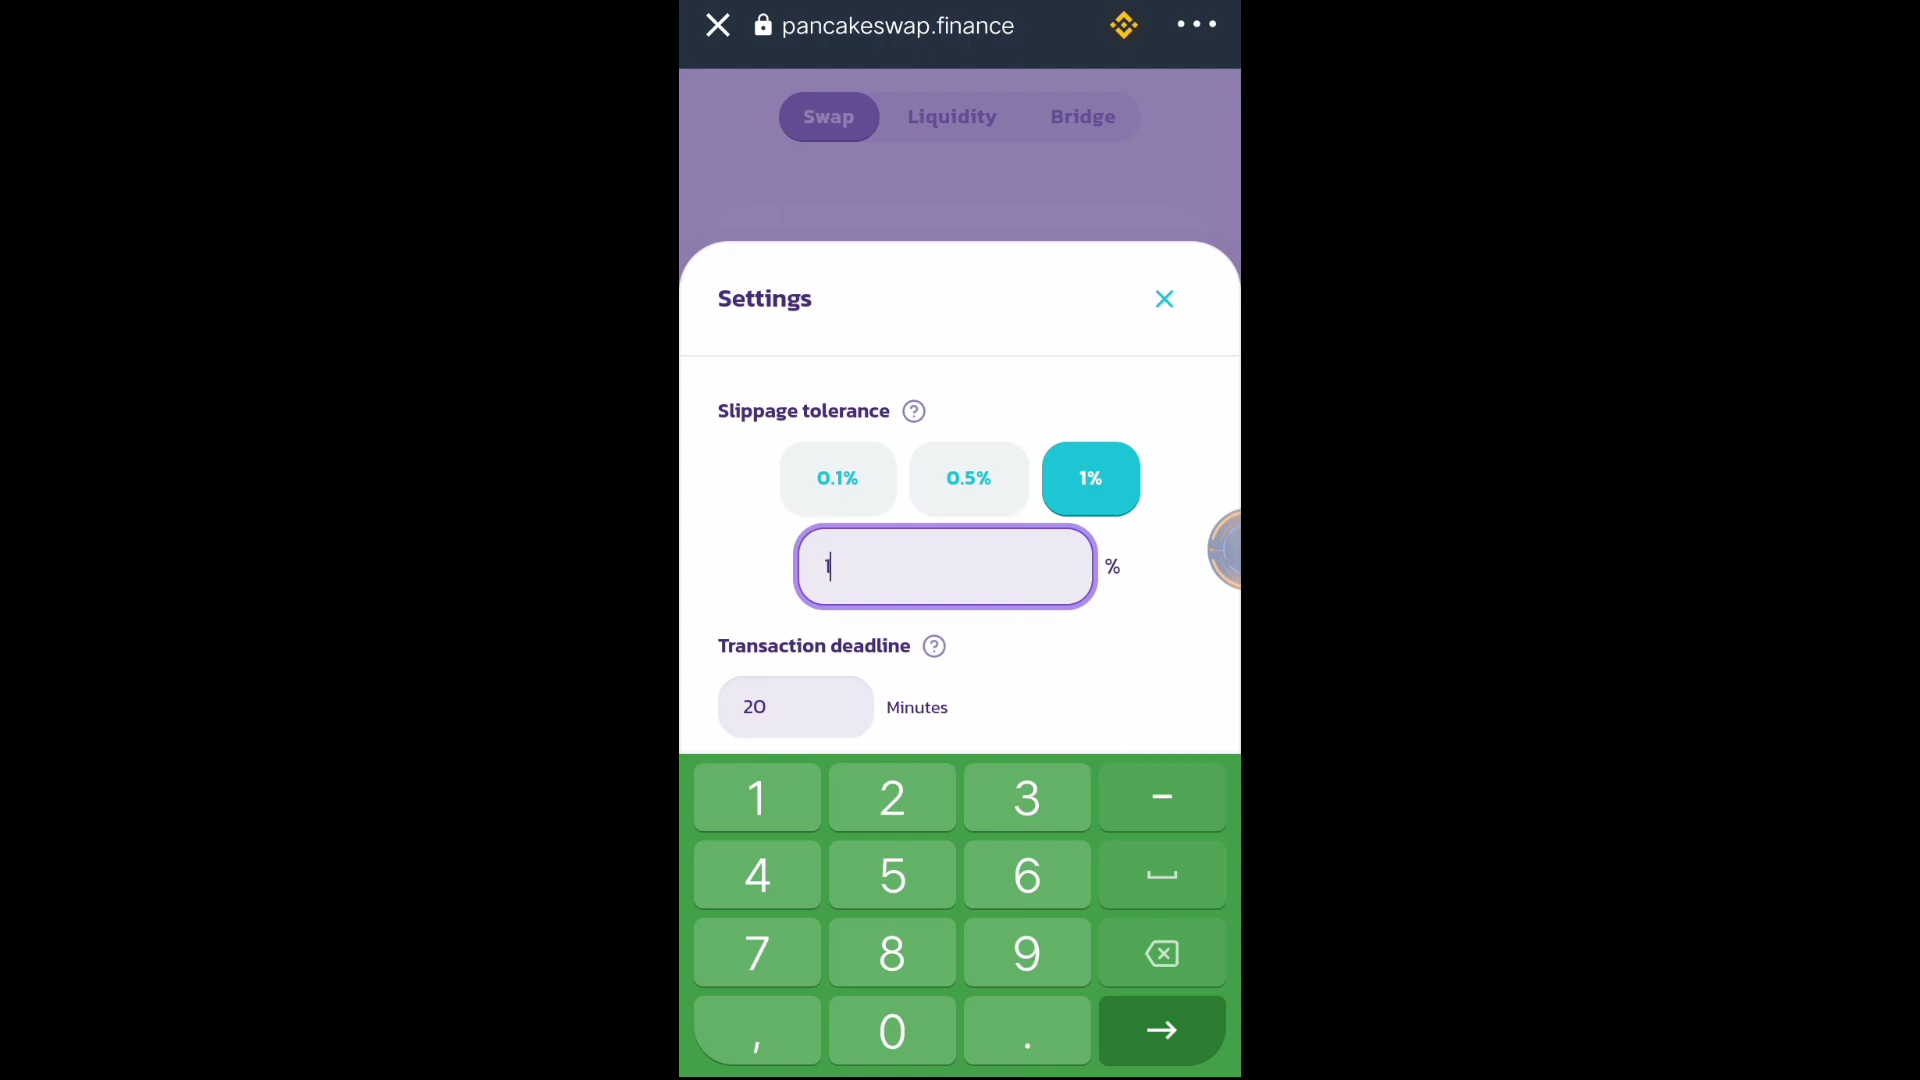 pancakeswap.finance
Swap Liquidity Bridge
Settings
Slippage tolerance
0.1% 0.5% 1%
1 %
Transaction deadline
20 Minutes
1 2 3 -
4 5 6
7 8 9
, 0 .